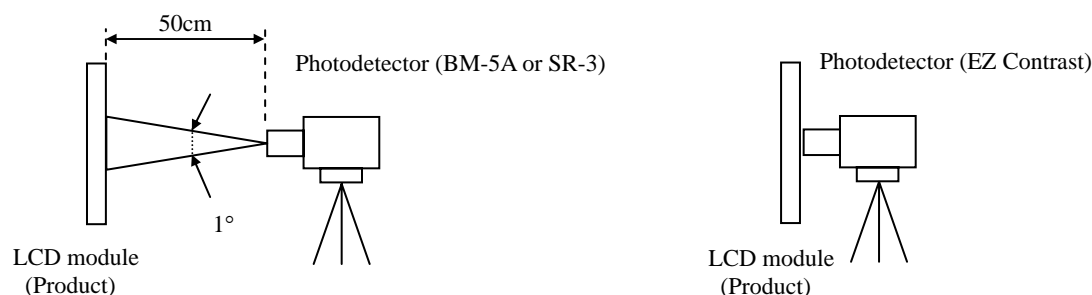 50cm
Photodetector (BM-5A or SR-3)
1°
LCD module
(Product)
Photodetector (EZ Contrast)
LCD module
(Product)